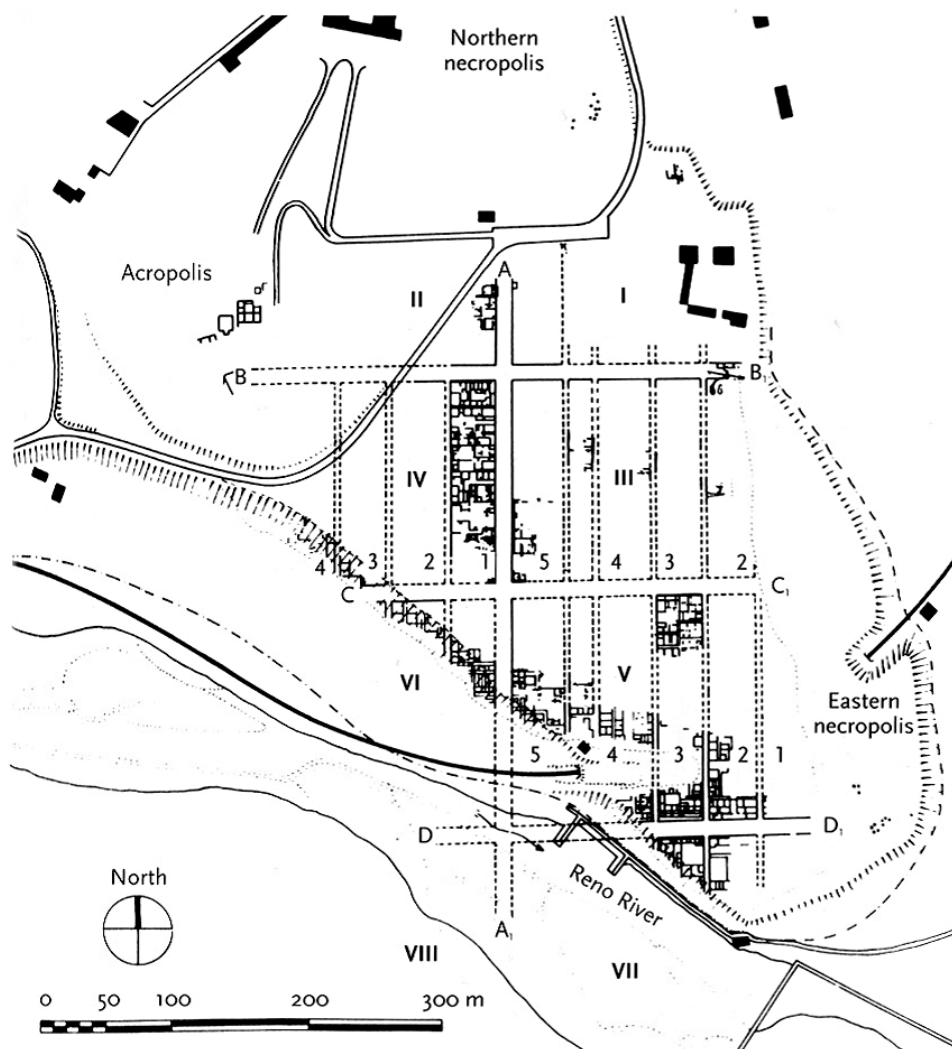 Northern
necropolis
Acropolis
II
A
I
B
B1
IV
III
4
3
2
1
5
4
3
2
C
C1
VI
V
Eastern
necropolis
5
4
3
2
1
D
D1
Reno River
North
A1
VIII
VII
0 50 100 200 300 m